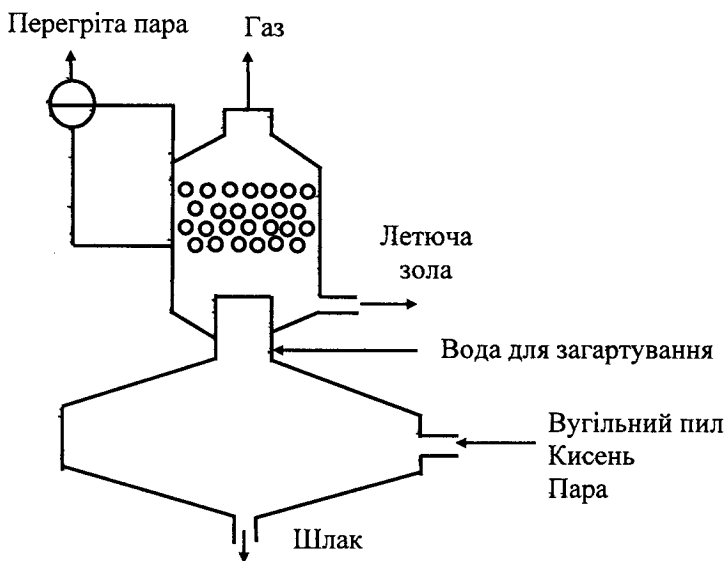 Перегріта пара
Газ
Летюча
зола
Вода для загартування
Вугільний пил
Кисень
Пара
Шлак